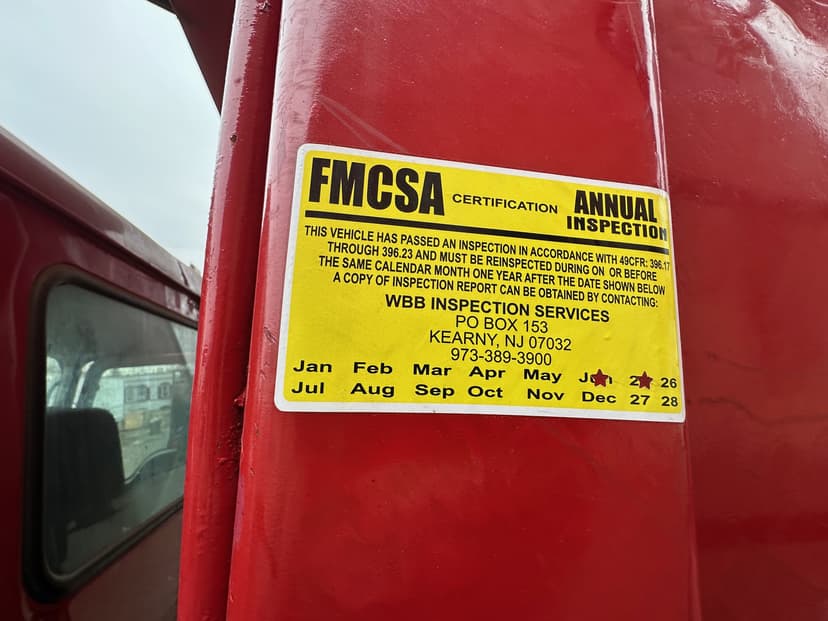 FMCSA CERTIFICATION ANNUAL INSPECTION
THIS VEHICLE HAS PASSED AN INSPECTION IN ACCORDANCE WITH 49CFR: 396.17
THROUGH 396.23 AND MUST BE REINSPECTED DURING ON OR BEFORE
THE SAME CALENDAR MONTH ONE YEAR AFTER THE DATE SHOWN BELOW
A COPY OF INSPECTION REPORT CAN BE OBTAINED BY CONTACTING:
WBB INSPECTION SERVICES
PO BOX 153
KEARNY, NJ 07032
973-389-3900
Jan Feb Mar Apr May 26
Jul Aug Sep Oct Nov Dec 27 28